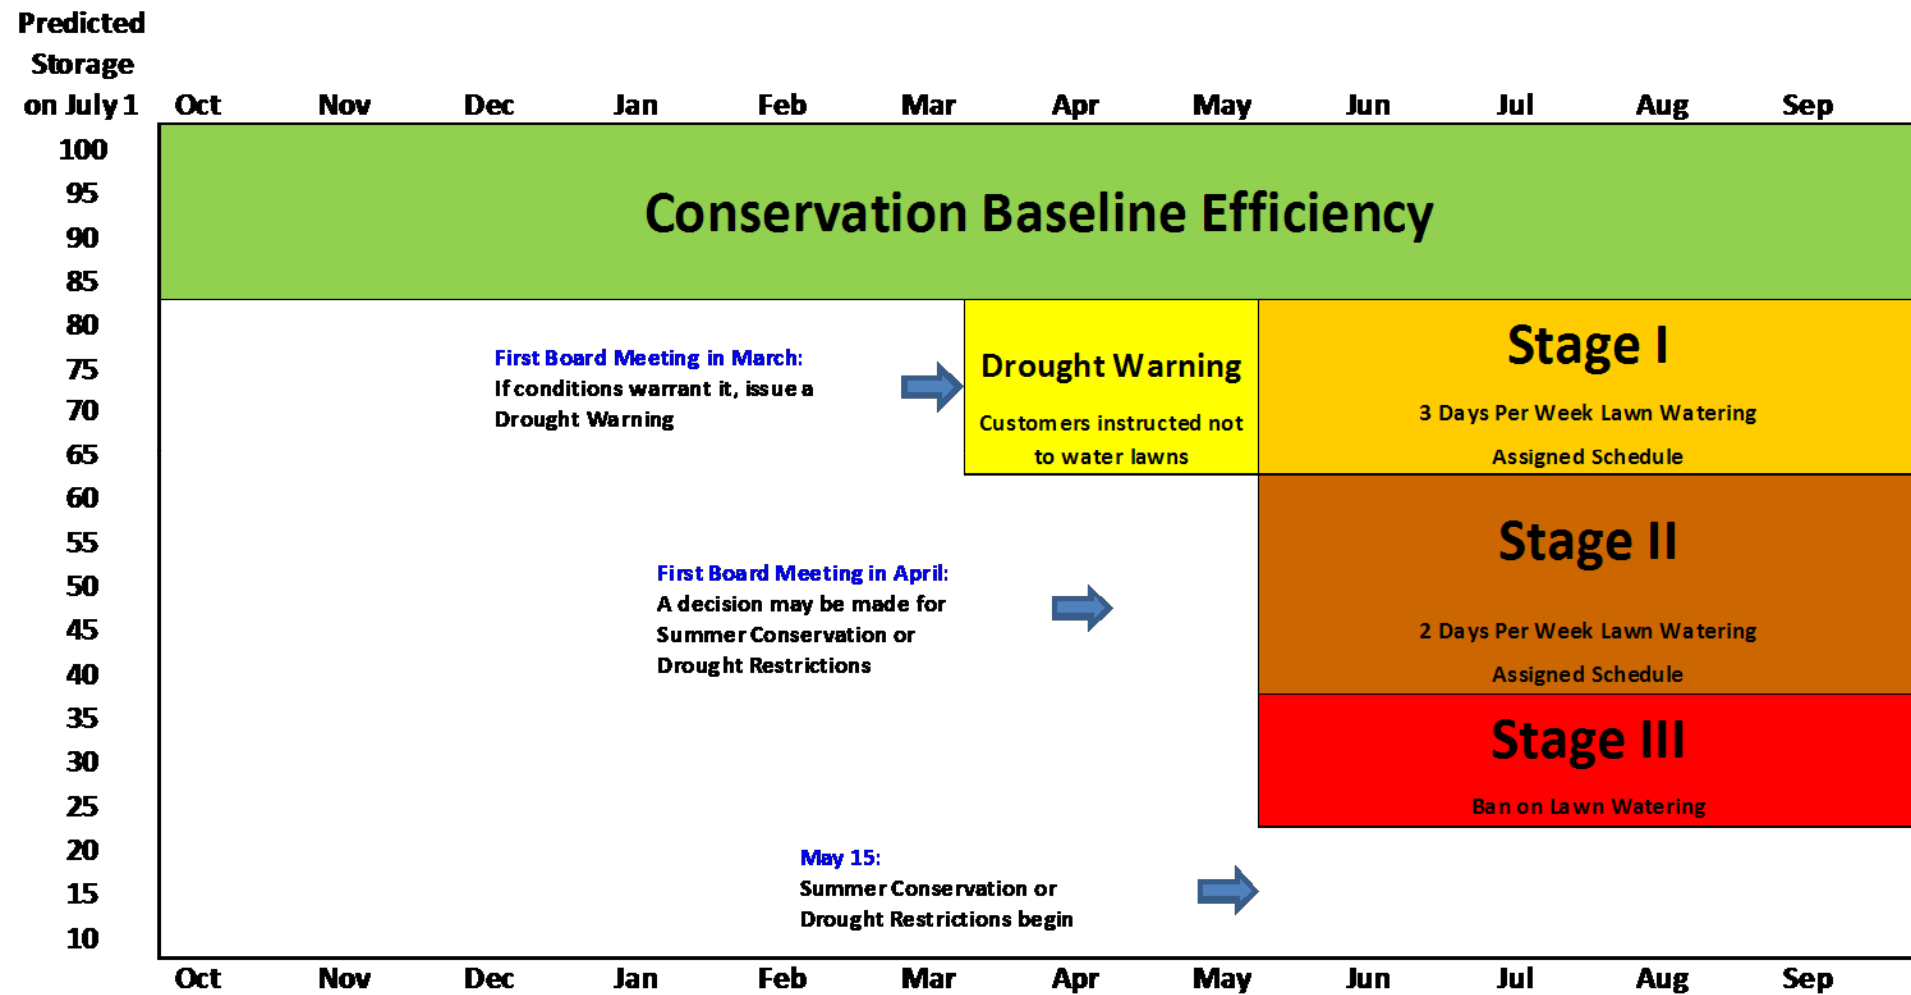 Predicted
Storage
on July 1 Oct Nov Dec Jan Feb Mar Apr May Jun Jul Aug Sep
100
95
90
85
80
75
70
65
60
55
50
45
40
35
30
25
20
15
10
Conservation Baseline Efficiency
First Board Meeting in March:
If conditions warrant it, issue a
Drought Warning
Drought Warning
Customers instructed not
to water lawns
Stage I
3 Days Per Week Lawn Watering
Assigned Schedule
First Board Meeting in April:
A decision may be made for
Summer Conservation or
Drought Restrictions
Stage II
2 Days Per Week Lawn Watering
Assigned Schedule
Stage III
Ban on Lawn Watering
May 15:
Summer Conservation or
Drought Restrictions begin
Oct Nov Dec Jan Feb Mar Apr May Jun Jul Aug Sep